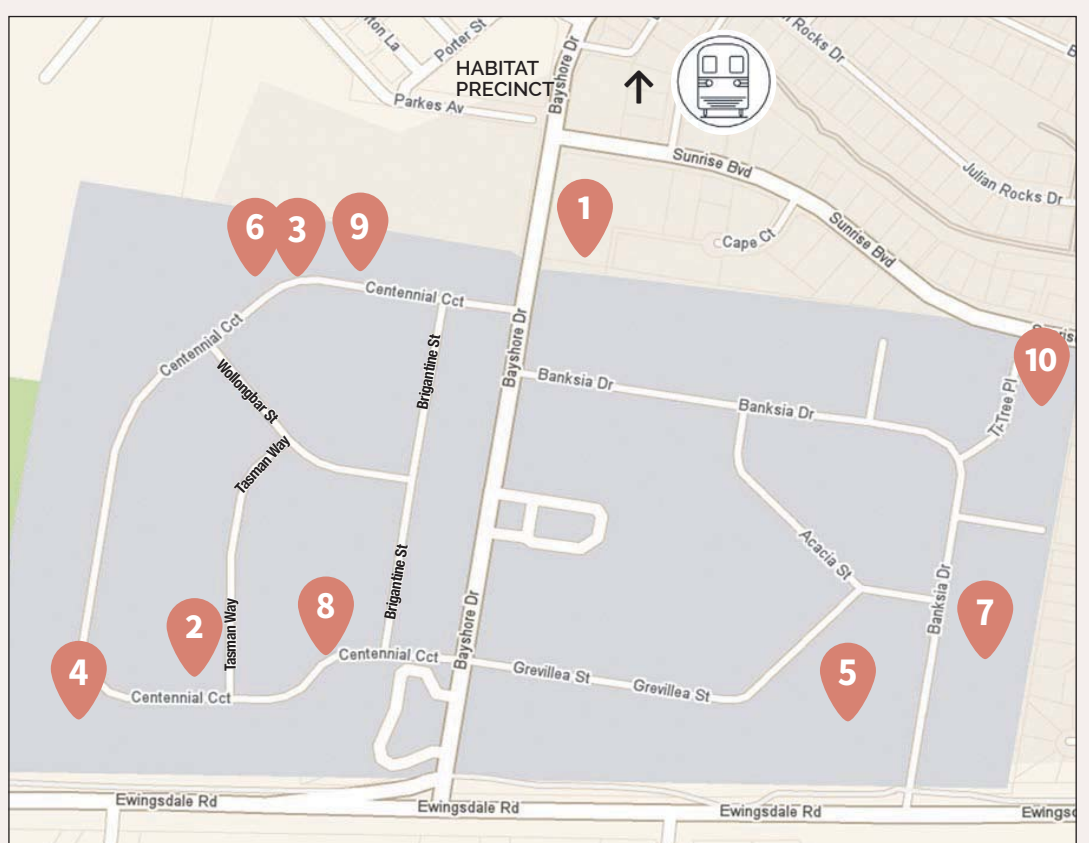 Porter St
Bayshore Dr
Rocks Dr
HABITAT
PRECINCT
Parkes Av
Sunrise Bvd
Julian Rocks Dr
1
6
3
9
Cape Ct
Sunrise Bvd
Centennial Cct
Centennial Cct
Bayshore Dr
10
Wollongbar St
Brigantine St
Banksia Dr
Banksia Dr
Ti-Tree Pl
Tasman Way
Acacia St
Brigantine St
Banksia Dr
2
Tasman Way
8
Bayshore Dr
7
4
Centennial Cct
Centennial Cct
Grevillea St
Grevillea St
5
Ewingsdale Rd
Ewingsdale Rd
Ewingsdale Rd
Ewings